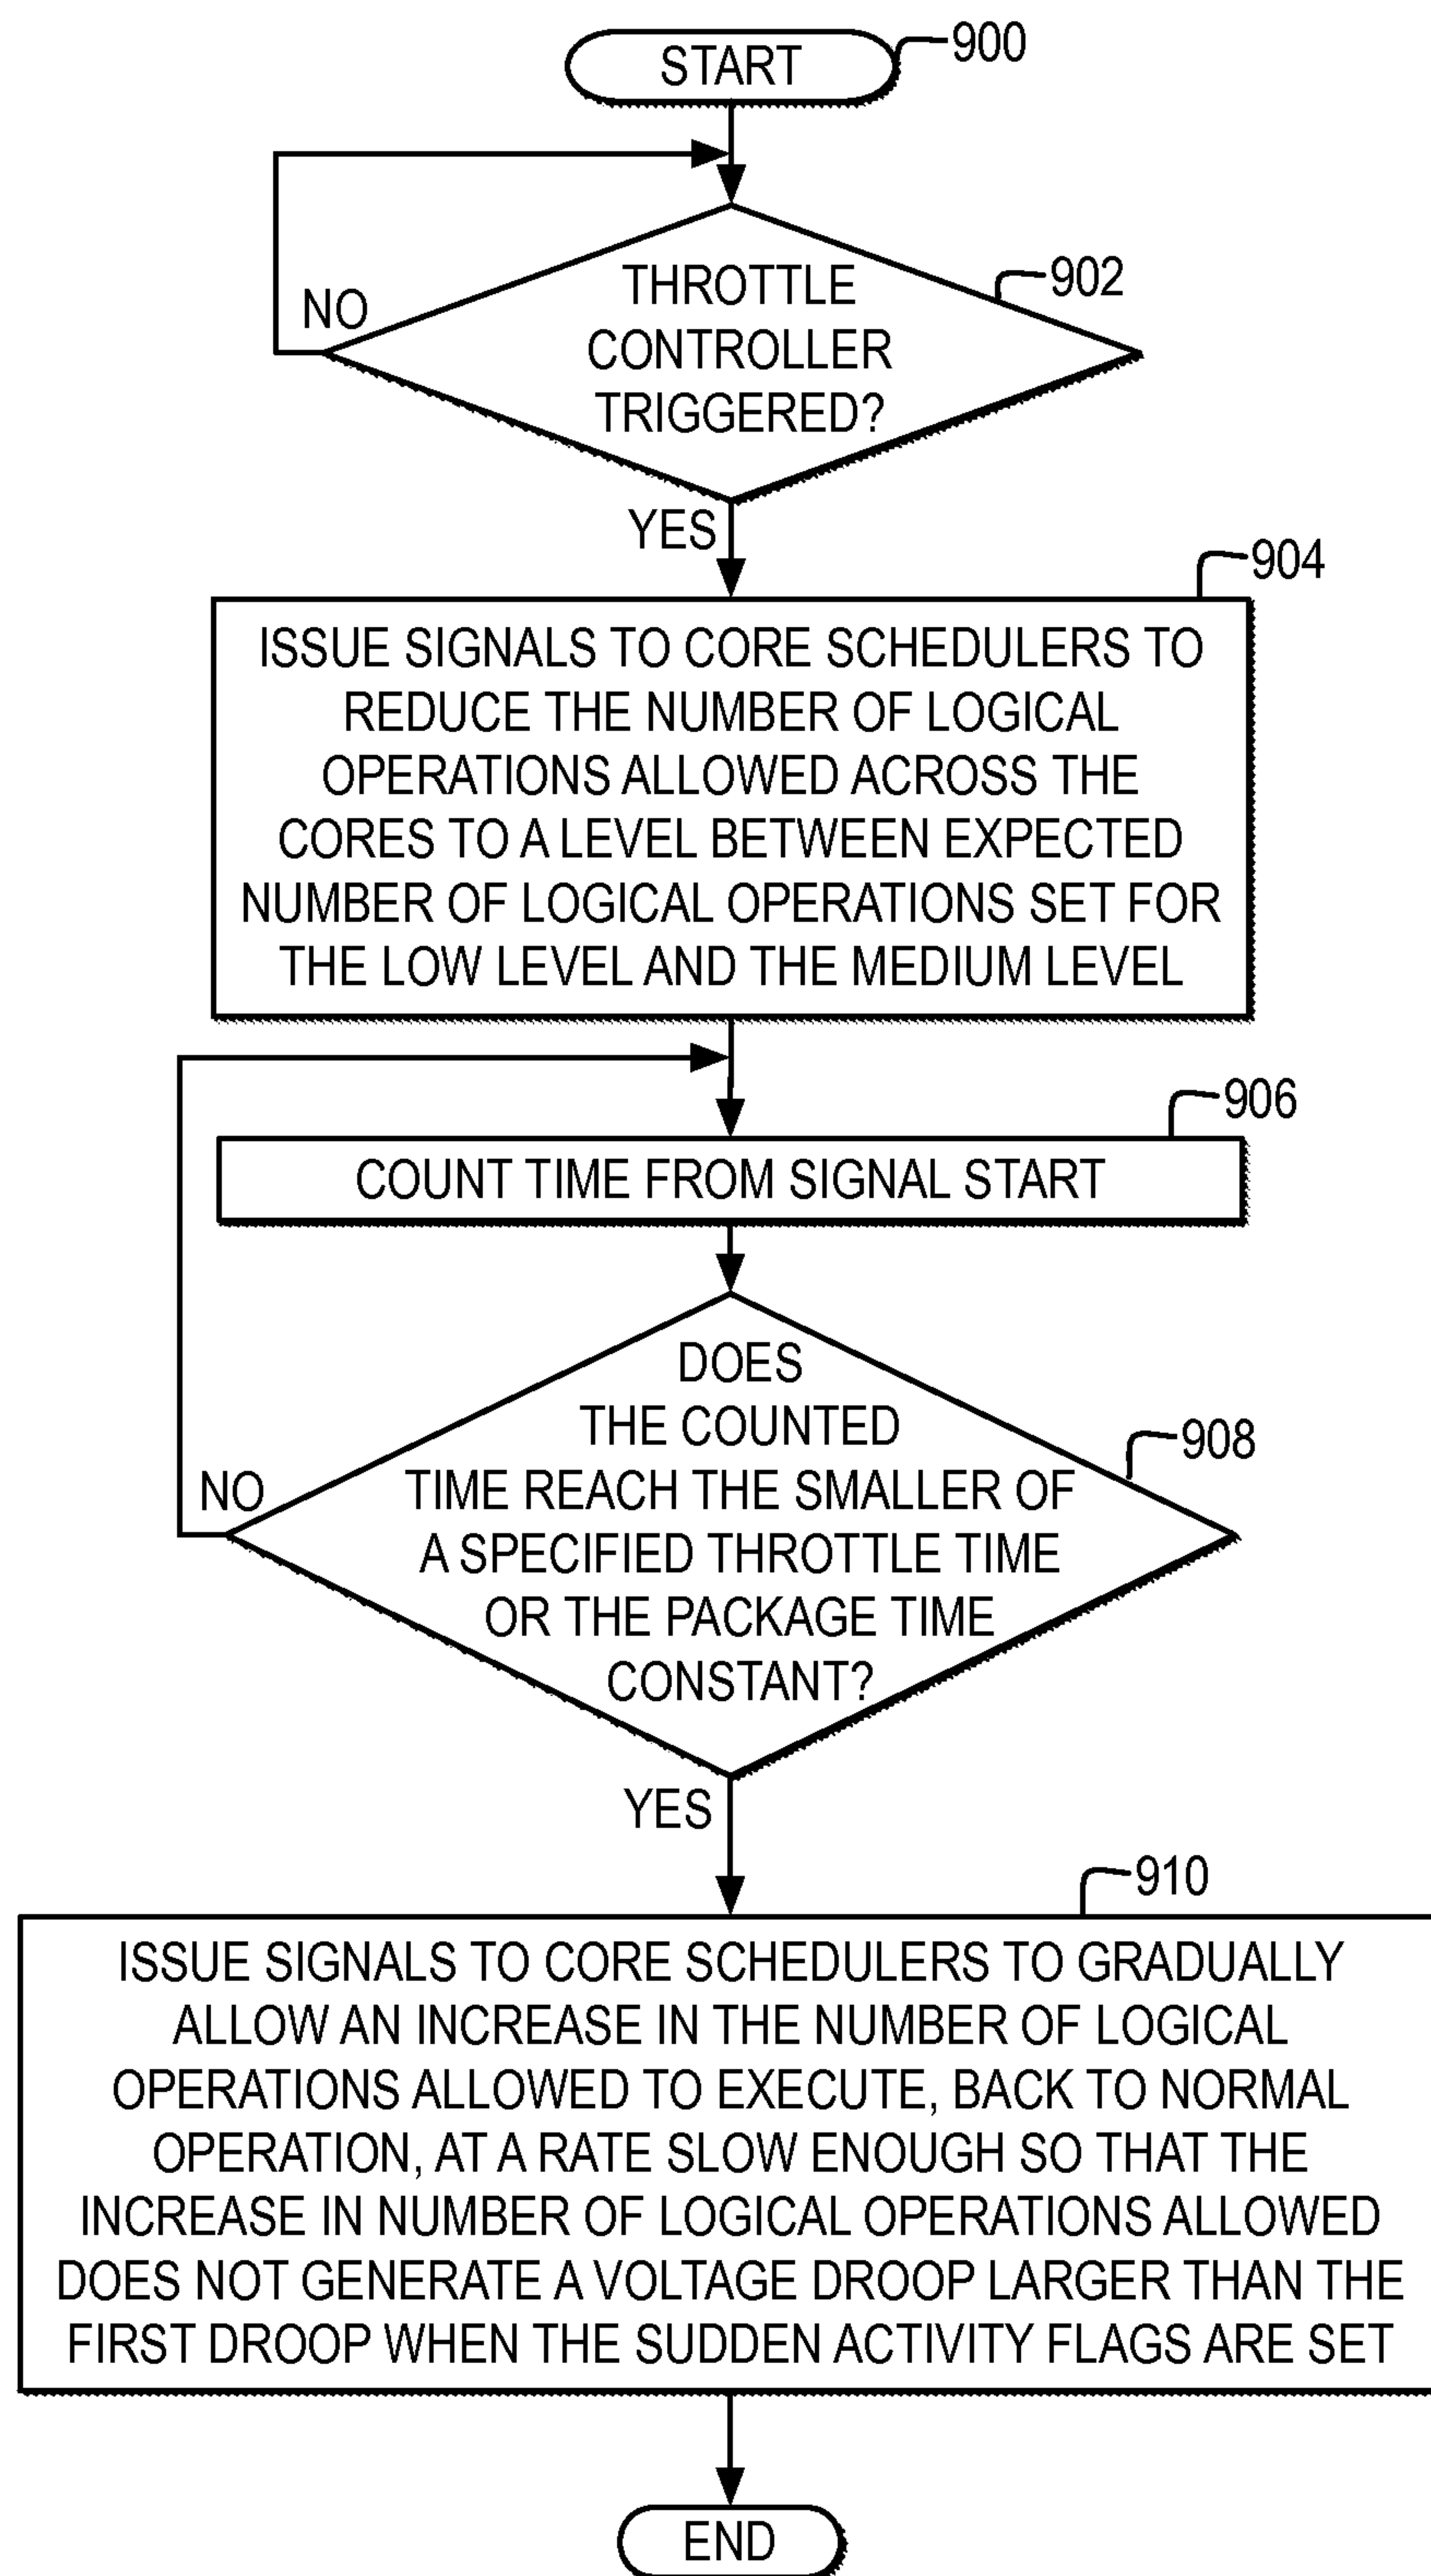 START
900
THROTTLE
CONTROLLER
TRIGGERED?
902
NO
YES
904
ISSUE SIGNALS TO CORE SCHEDULERS TO
REDUCE THE NUMBER OF LOGICAL
OPERATIONS ALLOWED ACROSS THE
CORES TO A LEVEL BETWEEN EXPECTED
NUMBER OF LOGICAL OPERATIONS SET FOR
THE LOW LEVEL AND THE MEDIUM LEVEL
906
COUNT TIME FROM SIGNAL START
DOES
THE COUNTED
TIME REACH THE SMALLER OF
A SPECIFIED THROTTLE TIME
OR THE PACKAGE TIME
CONSTANT?
908
NO
YES
910
ISSUE SIGNALS TO CORE SCHEDULERS TO GRADUALLY
ALLOW AN INCREASE IN THE NUMBER OF LOGICAL
OPERATIONS ALLOWED TO EXECUTE, BACK TO NORMAL
OPERATION, AT A RATE SLOW ENOUGH SO THAT THE
INCREASE IN NUMBER OF LOGICAL OPERATIONS ALLOWED
DOES NOT GENERATE A VOLTAGE DROOP LARGER THAN THE
FIRST DROOP WHEN THE SUDDEN ACTIVITY FLAGS ARE SET
END